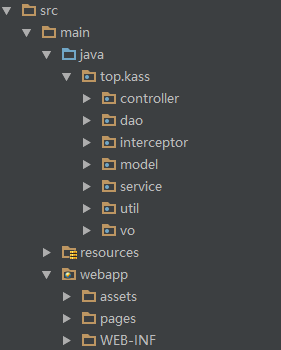 src
main
java
top.kass
controller
dao
interceptor
model
service
util
vo
resources
webapp
assets
pages
WEB-INF